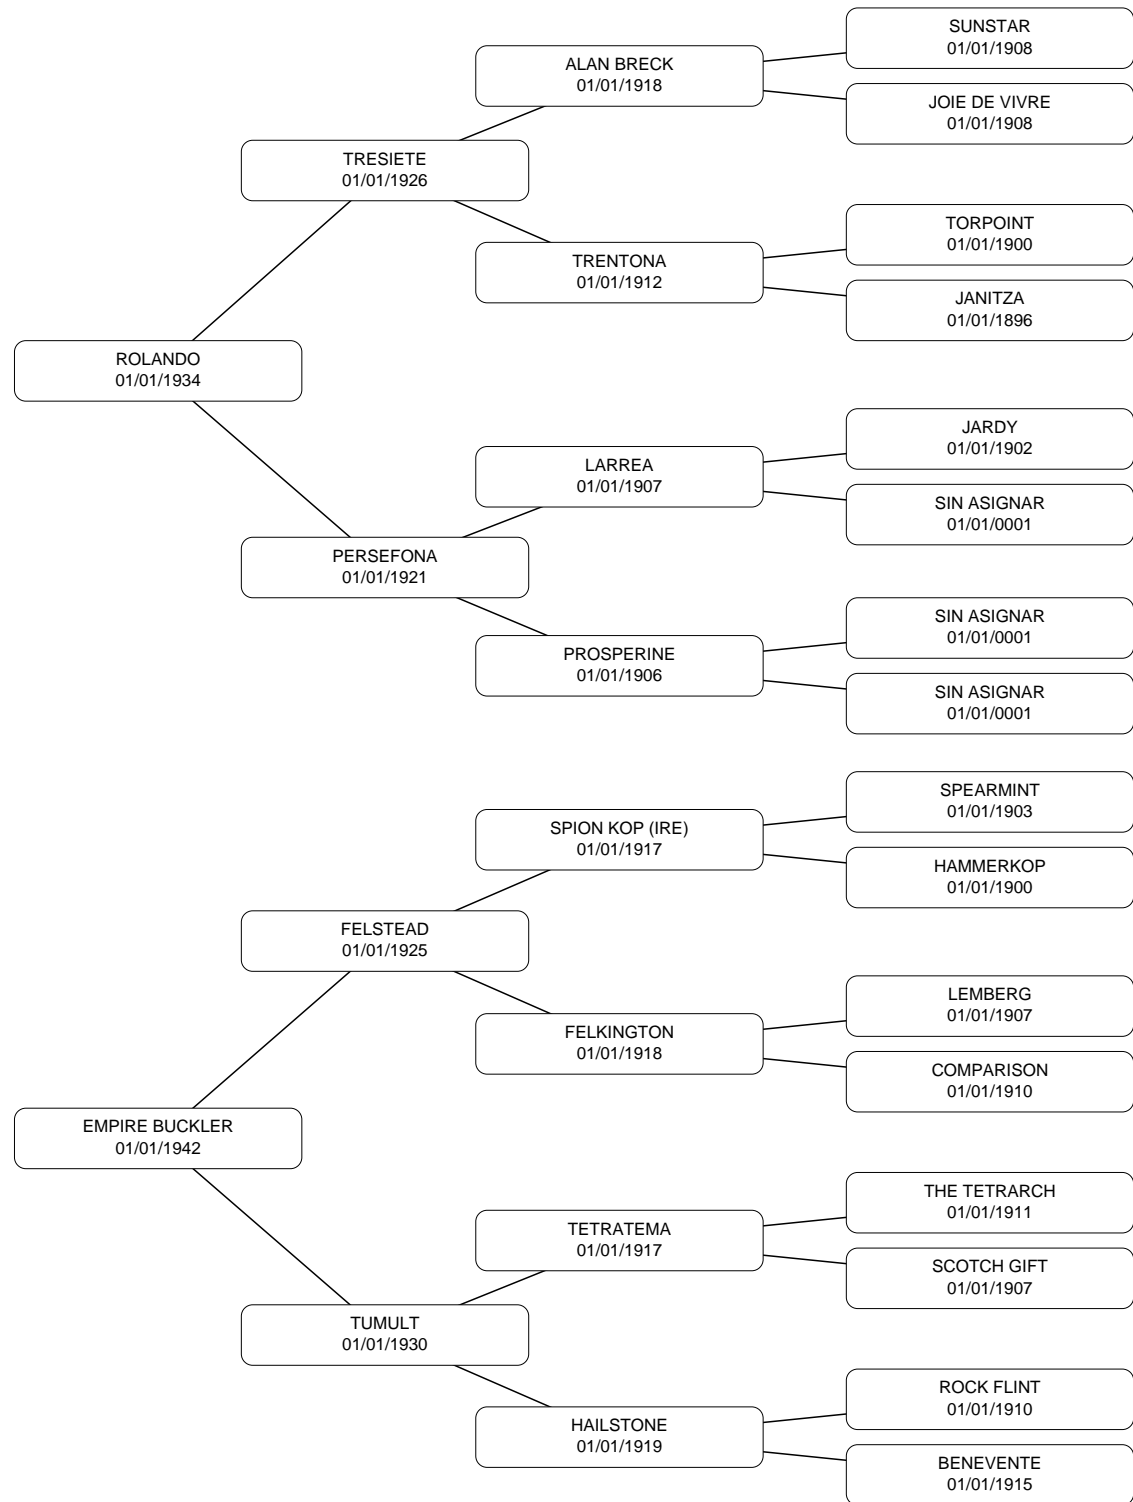 SUNSTAR
01/01/1908
ALAN BRECK
01/01/1918
JOIE DE VIVRE
01/01/1908
TRESIETE
01/01/1926
TORPOINT
01/01/1900
TRENTONA
01/01/1912
JANITZA
01/01/1896
ROLANDO
01/01/1934
JARDY
01/01/1902
LARREA
01/01/1907
SIN ASIGNAR
01/01/0001
PERSEFONA
01/01/1921
SIN ASIGNAR
01/01/0001
PROSPERINE
01/01/1906
SIN ASIGNAR
01/01/0001
SPEARMINT
01/01/1903
SPION KOP (IRE)
01/01/1917
HAMMERKOP
01/01/1900
FELSTEAD
01/01/1925
LEMBERG
01/01/1907
FELKINGTON
01/01/1918
COMPARISON
01/01/1910
EMPIRE BUCKLER
01/01/1942
THE TETRARCH
01/01/1911
TETRATEMA
01/01/1917
SCOTCH GIFT
01/01/1907
TUMULT
01/01/1930
ROCK FLINT
01/01/1910
HAILSTONE
01/01/1919
BENEVENTE
01/01/1915